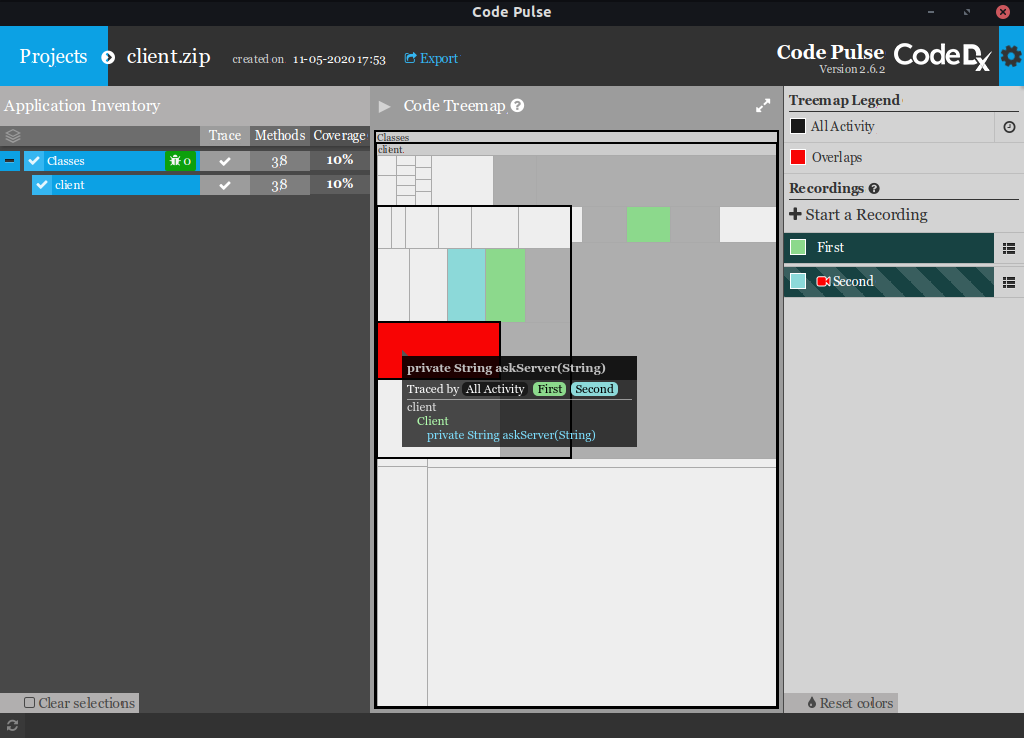 Code Pulse
Projects
client.zip
created on 11-05-2020 17:53
Export
Code Pulse
Version 2.6.2
Code Dx
Application Inventory
Trace Methods Coverage
Classes 0 38 10%
client 38 10%
Clear selections
Code Treemap
Classes
client.
private String askServer(String)
Traced by All Activity First Second
client
Client
private String askServer(String)
Treemap Legend
All Activity
Overlaps
Recordings
Start a Recording
First
Second
Reset colors